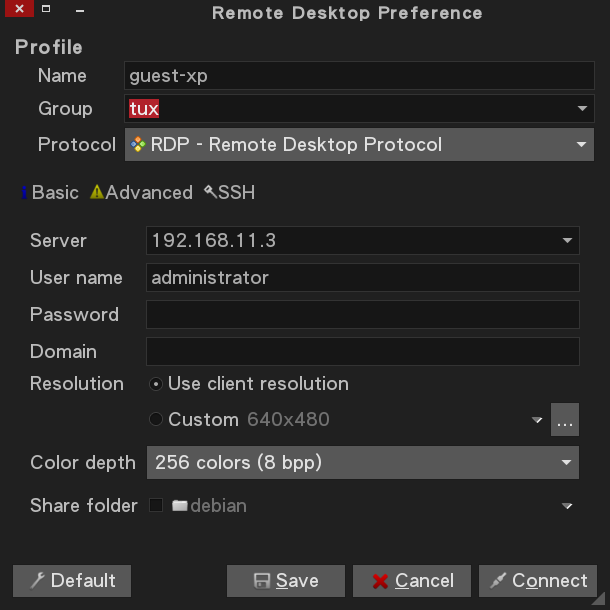 Remote Desktop Preference
Profile
Name guest-xp
Group tux
Protocol RDP - Remote Desktop Protocol
Basic Advanced SSH
Server 192.168.11.3
User name administrator
Password
Domain
Resolution Use client resolution
Custom 640x480 ...
Color depth 256 colors (8 bpp)
Share folder debian
Default Save Cancel Connect